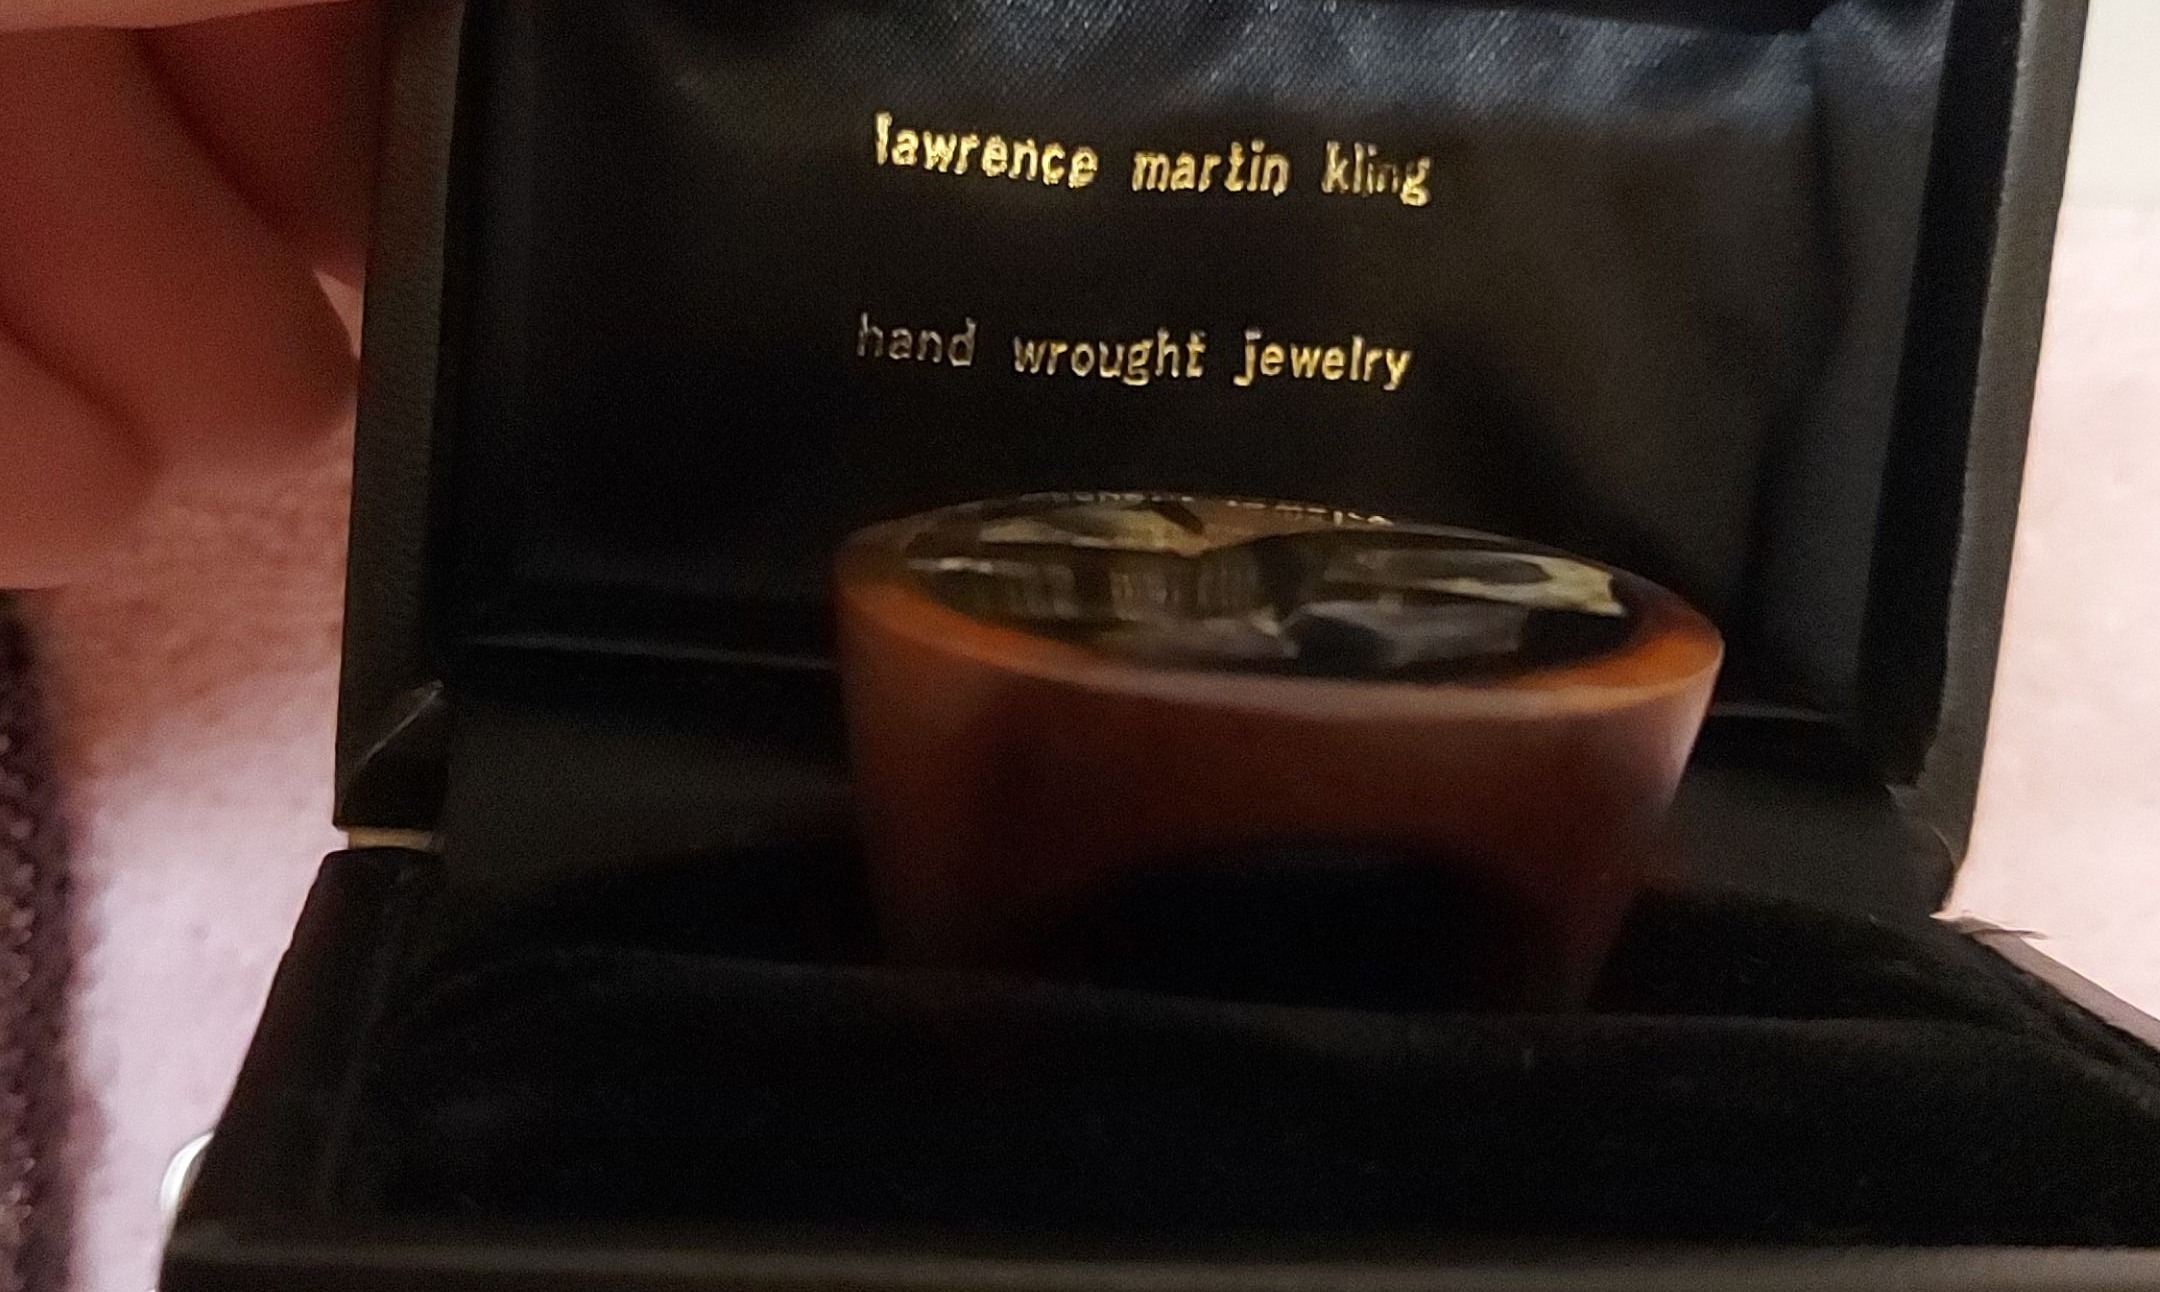 lawrence martin kling
hand wrought jewelry